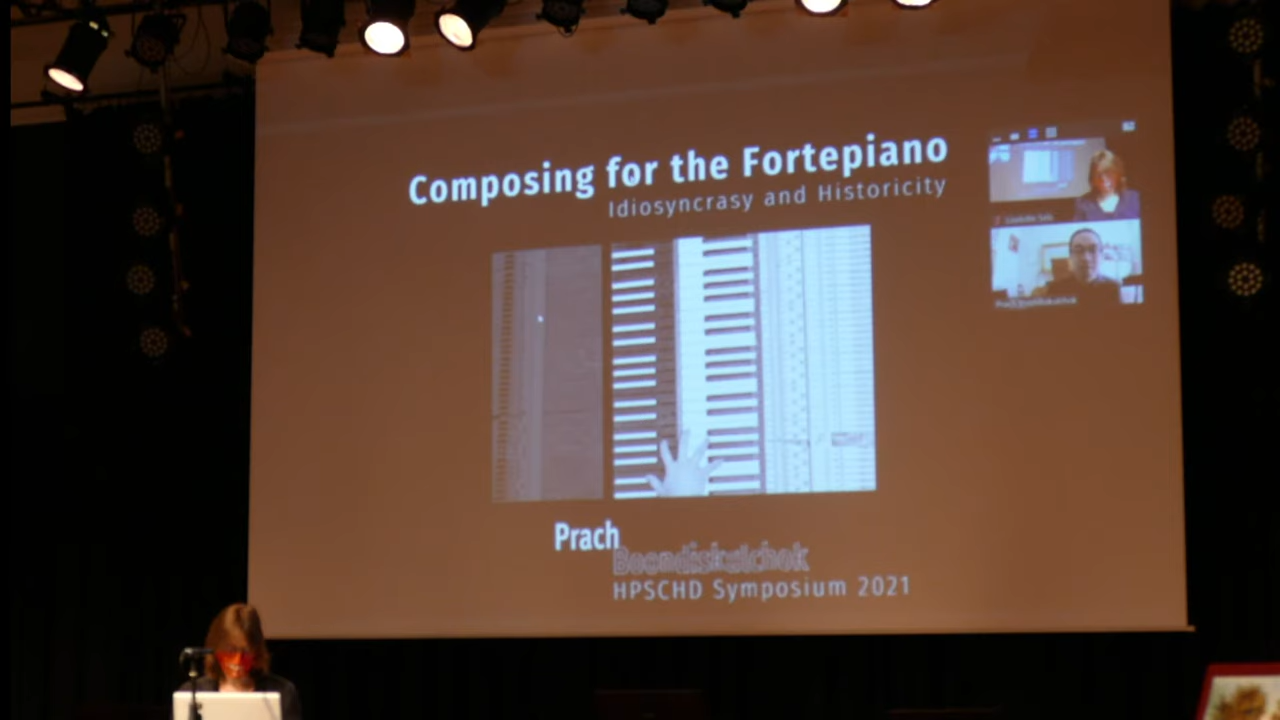 Composing for the Fortepiano
Idiosyncrasy and Historicity
Prach
Boondiskulchok
HPSCHD Symposium 2021